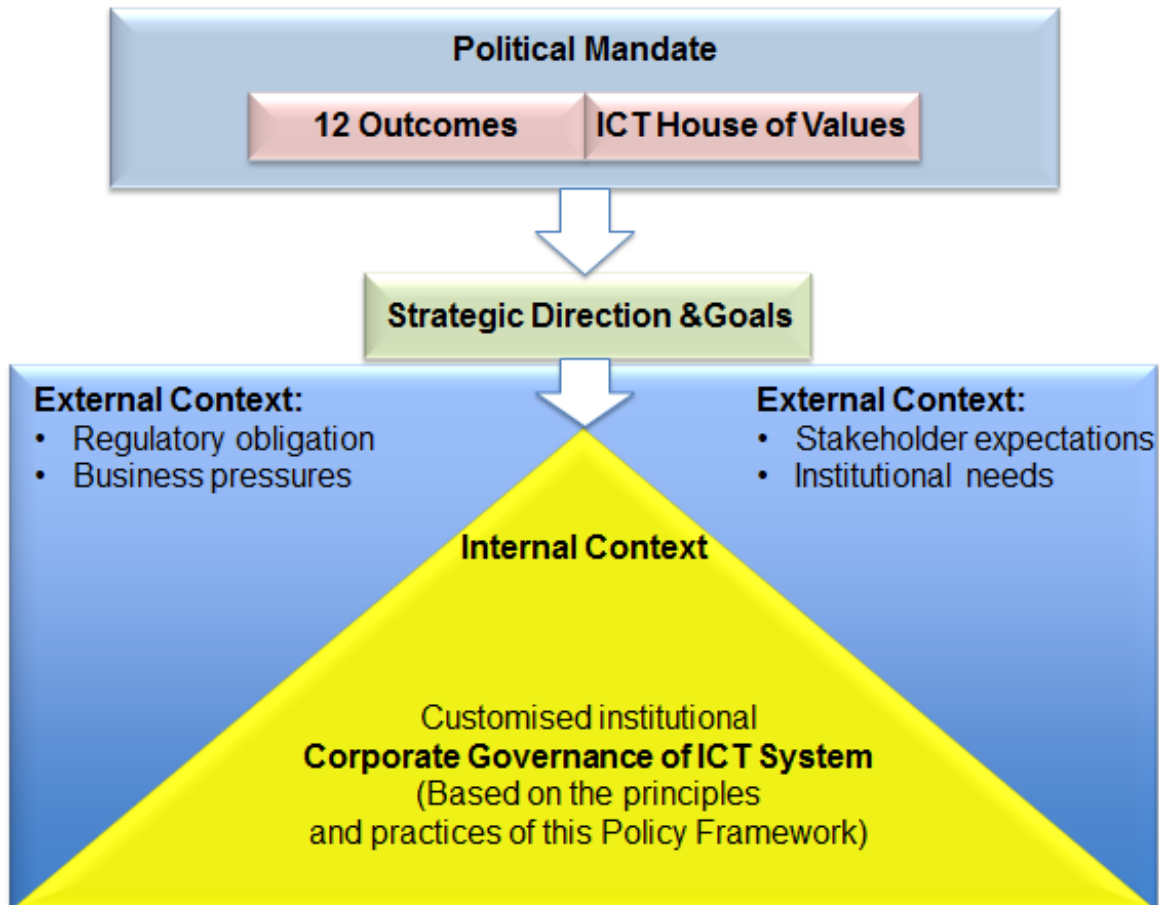 Political Mandate
12 Outcomes
ICT House of Values
Strategic Direction &Goals
External Context:
• Regulatory obligation
• Business pressures
External Context:
• Stakeholder expectations
• Institutional needs
Internal Context
Customised institutional
Corporate Governance of ICT System
(Based on the principles
and practices of this Policy Framework)